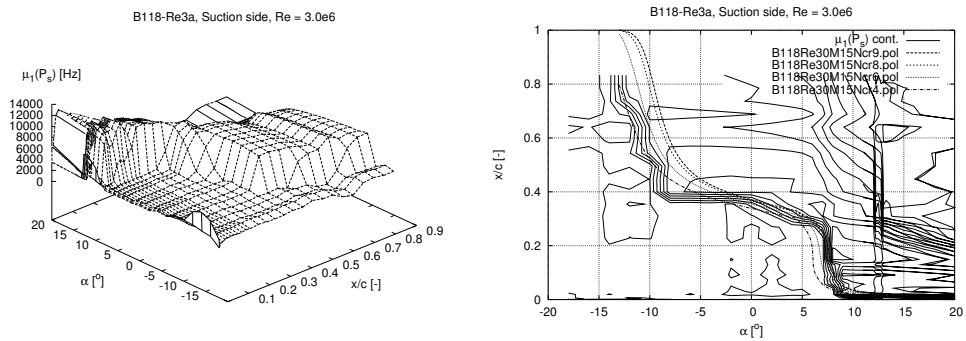 B118-Re3a, Suction side, Re = 3.0e6
μ1(Ps) [Hz]
14000
12000
10000
8000
6000
4000
2000
0
20
15
10
5
0
-5
-10
-15
α [°]
0.1
0.2
0.3
0.4
0.5
0.6
0.7
0.8
0.9
x/c [-]
B118-Re3a, Suction side, Re = 3.0e6
μ1(Ps) cont.
B118Re30M15Ncr9.pol
B118Re30M15Ncr8.pol
B118Re30M15Ncr6.pol
B118Re30M15Ncr4.pol
1
0.8
0.6
0.4
0.2
0
x/c [-]
-20 -15 -10 -5 0 5 10 15 20
α [°]